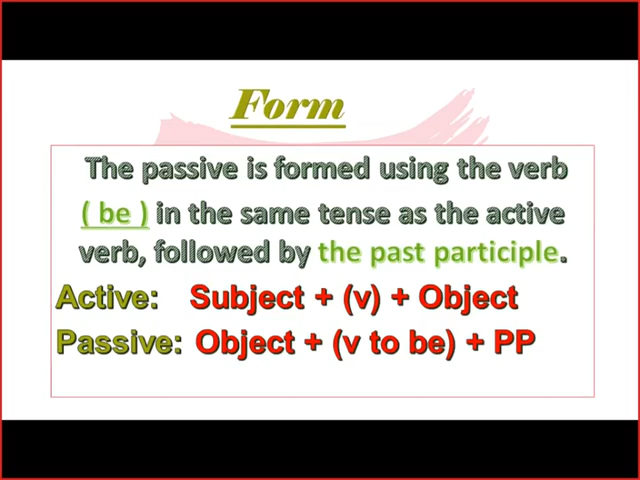 Form
The passive is formed using the verb
( be ) in the same tense as the active
verb, followed by the past participle.
Active: Subject + (v) + Object
Passive: Object + (v to be) + PP